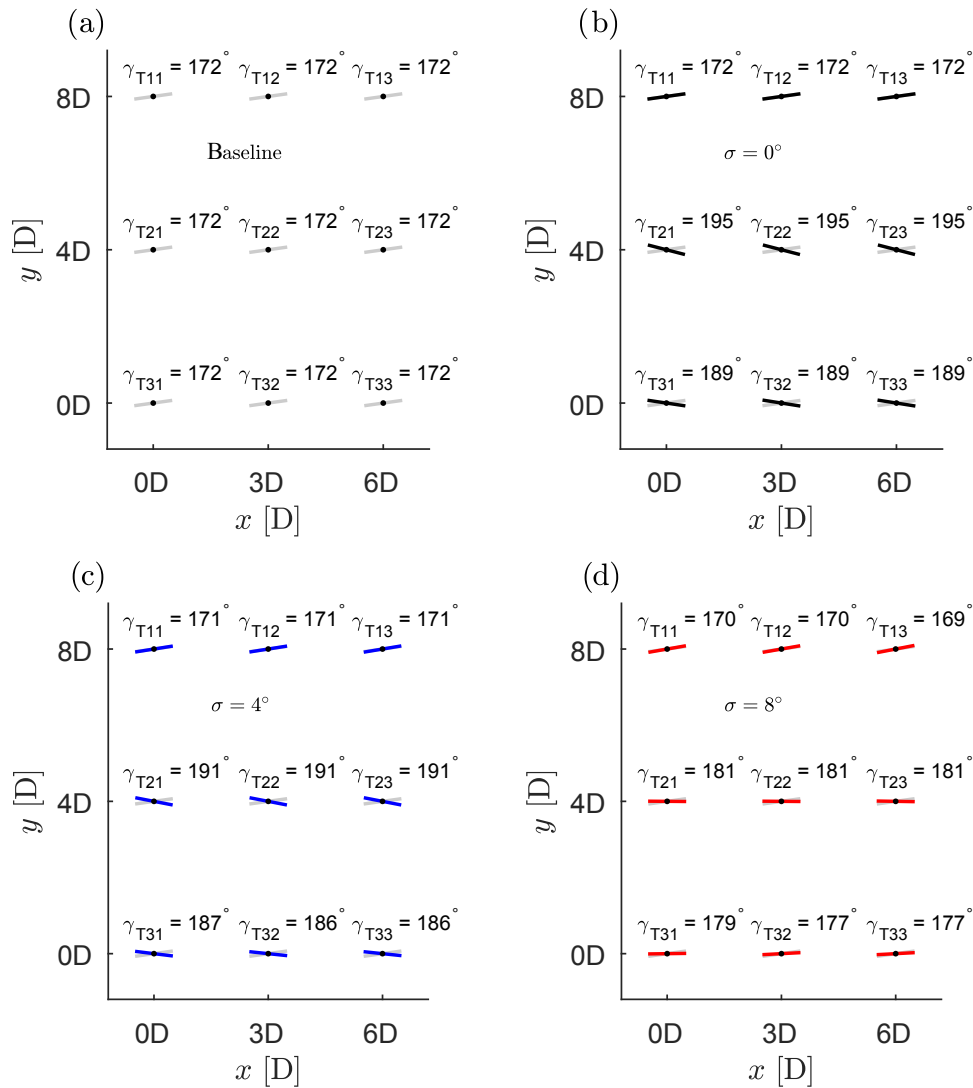 (a)
γT11 = 172° γT12 = 172° γT13 = 172°
8D
Baseline
γT21 = 172° γT22 = 172° γT23 = 172°
4D
γT31 = 172° γT32 = 172° γT33 = 172°
0D
y [D]
0D 3D 6D
x [D]
(b)
γT11 = 172° γT12 = 172° γT13 = 172°
8D
σ = 0°
γT21 = 195° γT22 = 195° γT23 = 195°
4D
γT31 = 189° γT32 = 189° γT33 = 189°
0D
y [D]
0D 3D 6D
x [D]
(c)
γT11 = 171° γT12 = 171° γT13 = 171°
8D
σ = 4°
γT21 = 191° γT22 = 191° γT23 = 191°
4D
γT31 = 187° γT32 = 186° γT33 = 186°
0D
y [D]
0D 3D 6D
x [D]
(d)
γT11 = 170° γT12 = 170° γT13 = 169°
8D
σ = 8°
γT21 = 181° γT22 = 181° γT23 = 181°
4D
γT31 = 179° γT32 = 177° γT33 = 177°
0D
y [D]
0D 3D 6D
x [D]